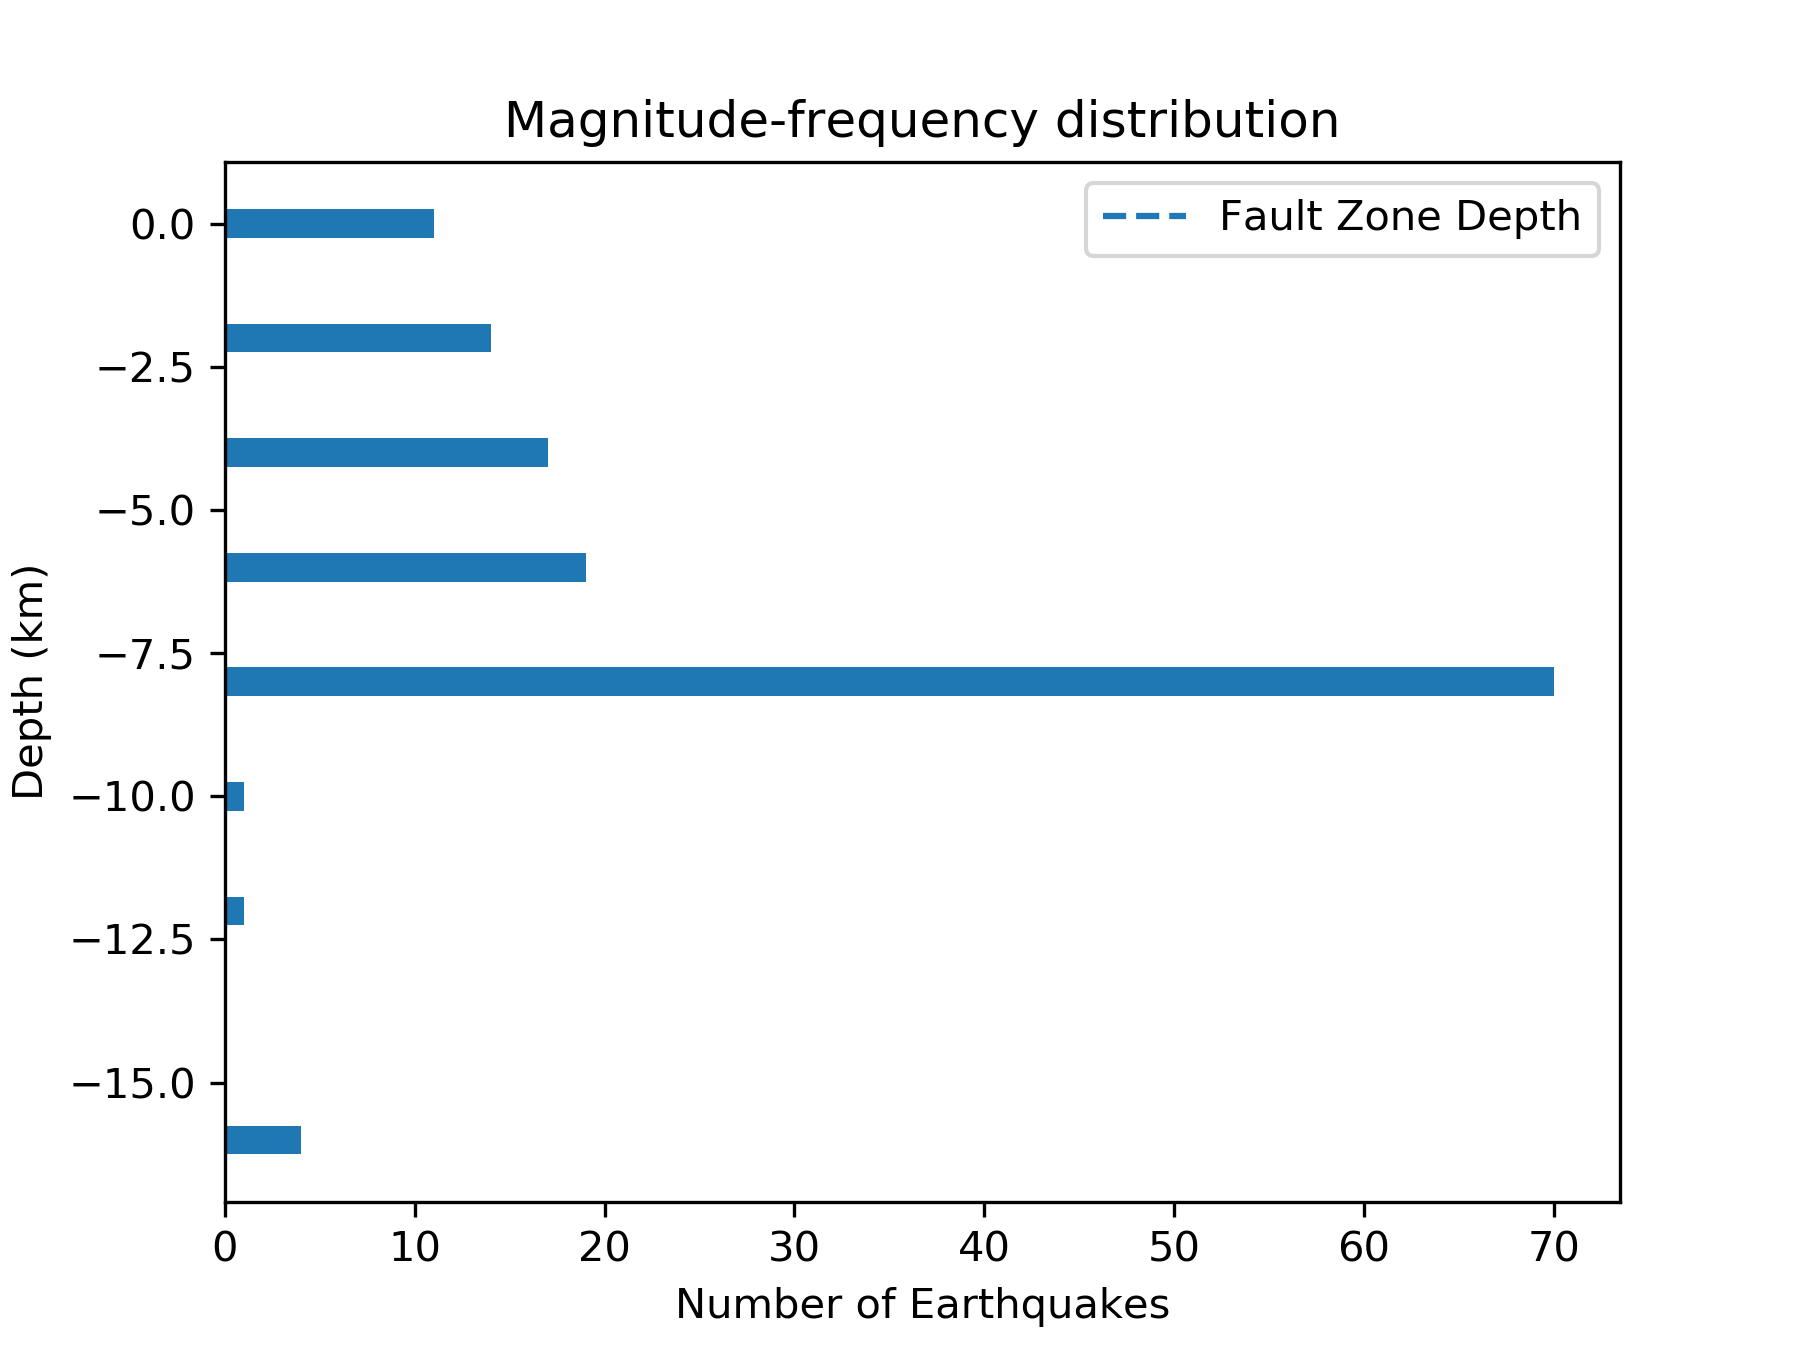 Magnitude-frequency distribution
Fault Zone Depth
0.0
−2.5
−5.0
−7.5
−10.0
−12.5
−15.0
Depth (km)
0 10 20 30 40 50 60 70
Number of Earthquakes